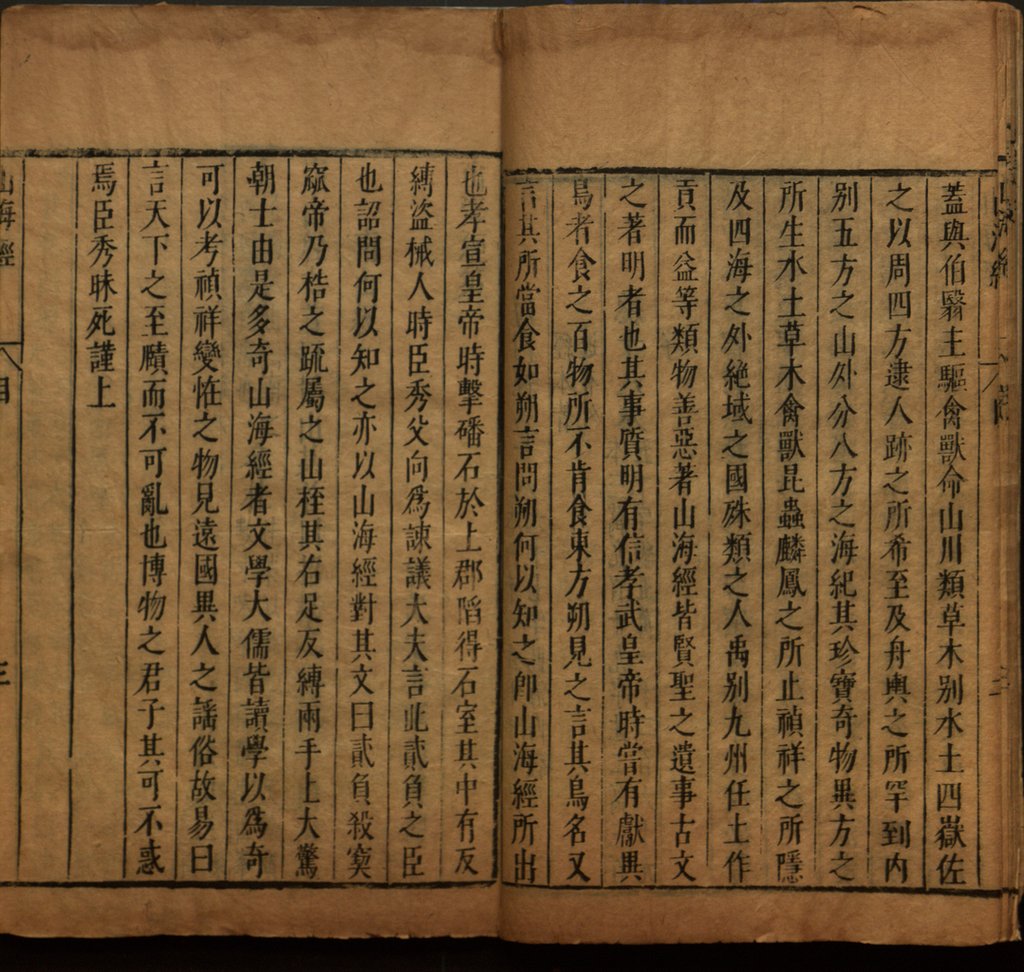 蓋與伯翳主驅禽獸命山川類草木别水土四嶽佐
之以周四方逮人跡之所希至及舟輿之所罕到内
别五方之山外分八方之海紀其珍寶奇物異方之
所生水土草木禽獸昆蟲麟鳳之所止禎祥之所隱
及四海之外絶域之國殊類之人禹别九州任土作
貢而益等類物善惡著山海經皆賢聖之遺事古文
之著明者也其事質明有信孝武皇帝時嘗有獻異
鳥者食之百物所不肯食東方朔見之言其鳥名又
言其所當食如朔言問朔何以知之卽山海經所出
也孝宣皇帝時擊磻石於上郡陷得石室其中有反
縛盜械人時臣秀父向爲諫議大夫言此貳負之臣
也詔問何以知之亦以山海經對其文曰貳負殺窫
窳帝乃梏之疏屬之山桎其右足反縛兩手上大驚
朝士由是多奇山海經者文學大儒皆讀學以爲奇
可以考禎祥變怪之物見遠國異人之謠俗故易曰
言天下之至賾而不可亂也博物之君子其可不惑
焉臣秀昧死謹上
山海經